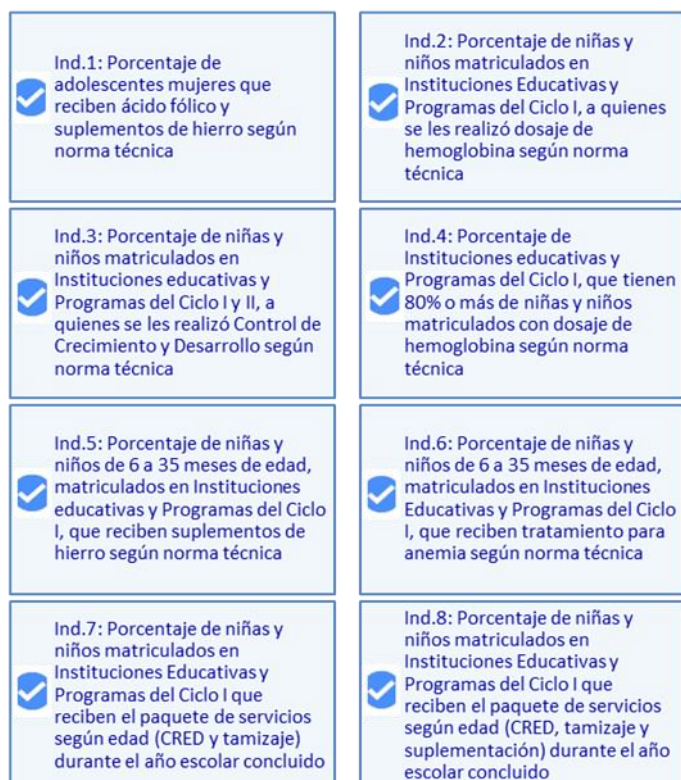 Ind.1: Porcentaje de
adolescentes mujeres que
reciben ácido fólico y
suplementos de hierro según
norma técnica
Ind.2: Porcentaje de niñas y
niños matriculados en
Instituciones Educativas y
Programas del Ciclo I, a quienes
se les realizó dosaje de
hemoglobina según norma
técnica
Ind.3: Porcentaje de niñas y
niños matriculados en
Instituciones educativas y
Programas del Ciclo I y II, a
quienes se les realizó Control de
Crecimiento y Desarrollo según
norma técnica
Ind.4: Porcentaje de
Instituciones educativas y
Programas del Ciclo I, que tienen
80% o más de niñas y niños
matriculados con dosaje de
hemoglobina según norma
técnica
Ind.5: Porcentaje de niñas y
niños de 6 a 35 meses de edad,
matriculados en Instituciones
educativas y Programas del Ciclo
I, que reciben suplementos de
hierro según norma técnica
Ind.6: Porcentaje de niñas y
niños de 6 a 35 meses de edad,
matriculados en Instituciones
Educativas y Programas del Ciclo
I, que reciben tratamiento para
anemia según norma técnica
Ind.7: Porcentaje de niñas y
niños matriculados en
Instituciones Educativas y
Programas del Ciclo I que
reciben el paquete de servicios
según edad (CRED y tamizaje)
durante el año escolar concluido
Ind.8: Porcentaje de niñas y
niños matriculados en
Instituciones Educativas y
Programas del Ciclo I que
reciben el paquete de servicios
según edad (CRED, tamizaje y
suplementación) durante el año
escolar concluido